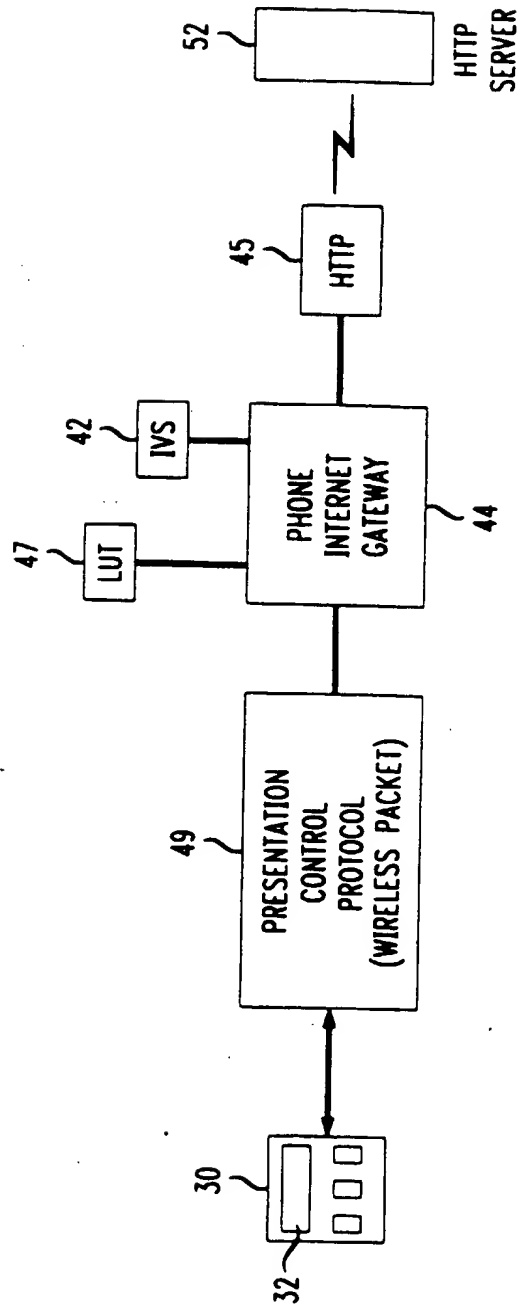 30
32
49
PRESENTATION
CONTROL
PROTOCOL
(WIRELESS PACKET)
47
LUT
42
IVS
PHONE
INTERNET
GATEWAY
44
45
HTTP
52
HTTP
SERVER